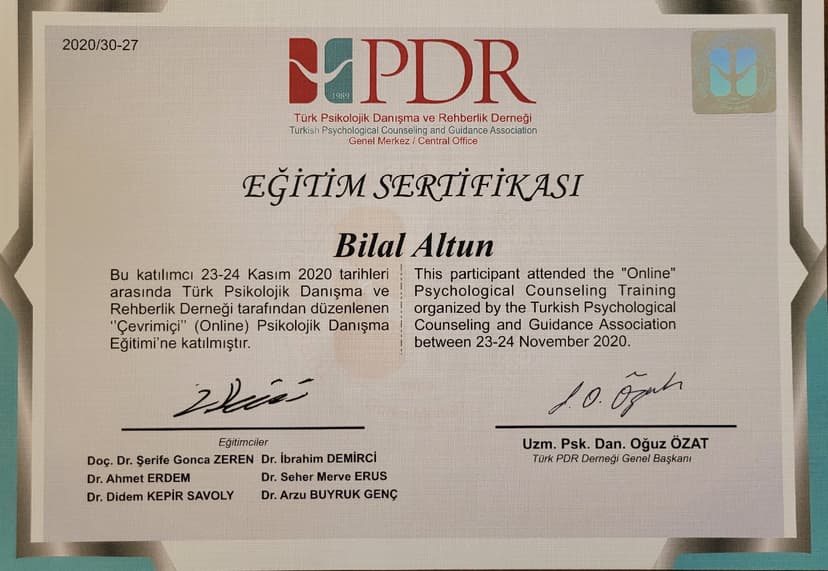 2020/30-27
1989
PDR
Türk Psikolojik Danışma ve Rehberlik Derneği
Turkish Psychological Counseling and Guidance Association
Genel Merkez / Central Office
EĞİTİM SERTİFİKASI
Bilal Altun
Bu katılımcı 23-24 Kasım 2020 tarihleri
arasında Türk Psikolojik Danışma ve
Rehberlik Derneği tarafından düzenlenen
‘‘Çevrimiçi’’ (Online) Psikolojik Danışma
Eğitimi’ne katılmıştır.
This participant attended the "Online"
Psychological Counseling Training
organized by the Turkish Psychological
Counseling and Guidance Association
between 23-24 November 2020.
Eğitimciler
Doç. Dr. Şerife Gonca ZEREN Dr. İbrahim DEMİRCİ
Dr. Ahmet ERDEM Dr. Seher Merve ERUS
Dr. Didem KEPİR SAVOLY Dr. Arzu BUYRUK GENÇ
Uzm. Psk. Dan. Oğuz ÖZAT
Türk PDR Derneği Genel Başkanı